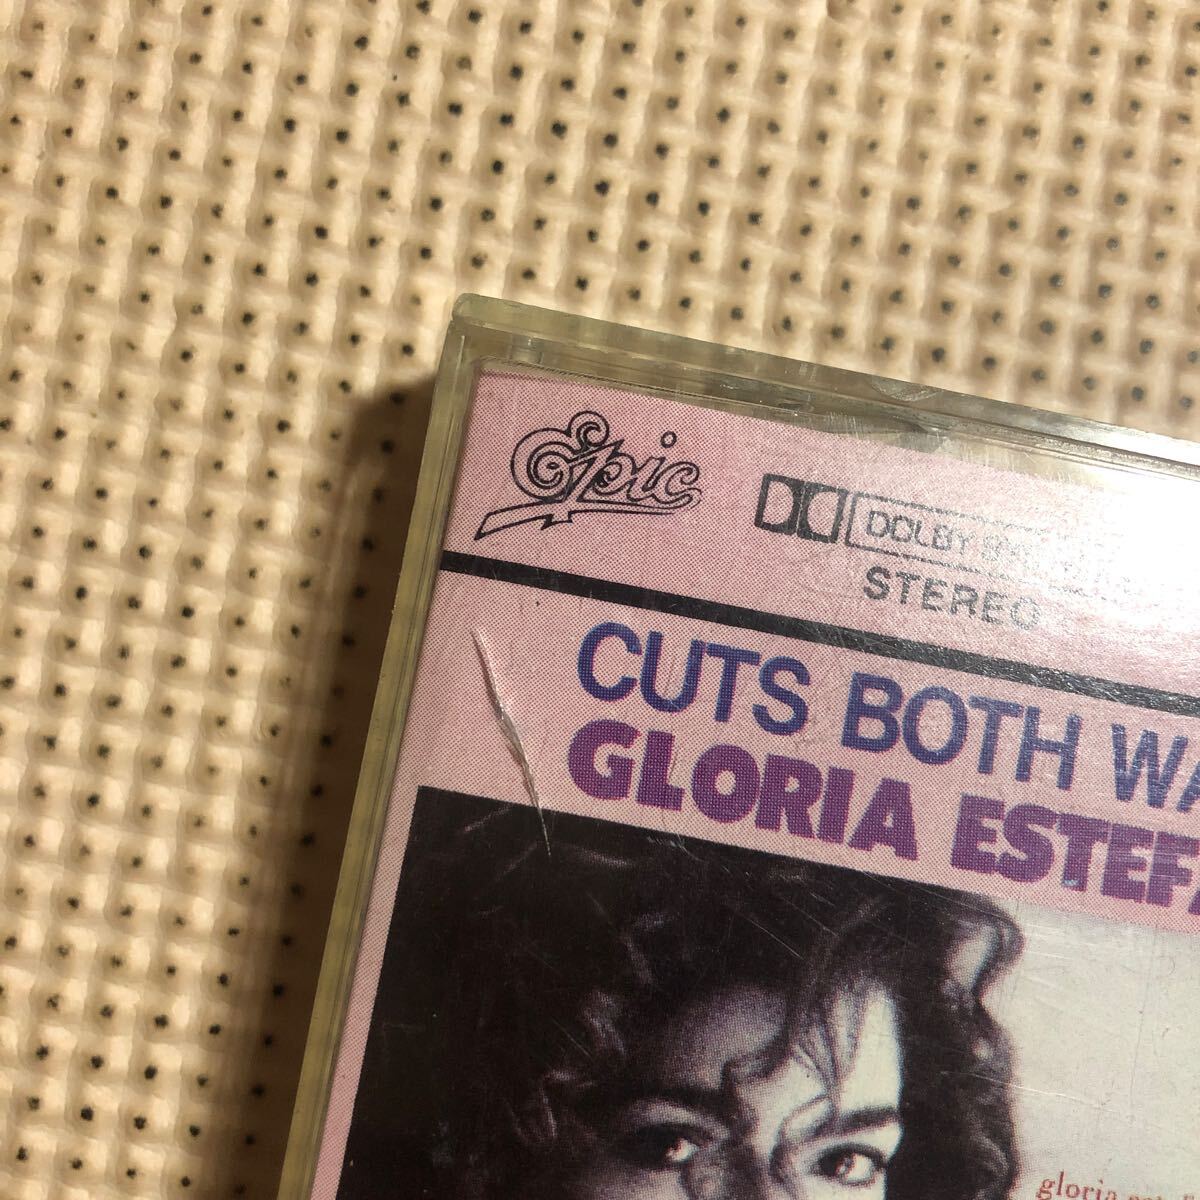 Epic
DOLBY
STEREO
CUTS BOTH WA
GLORIA ESTEF
gloria